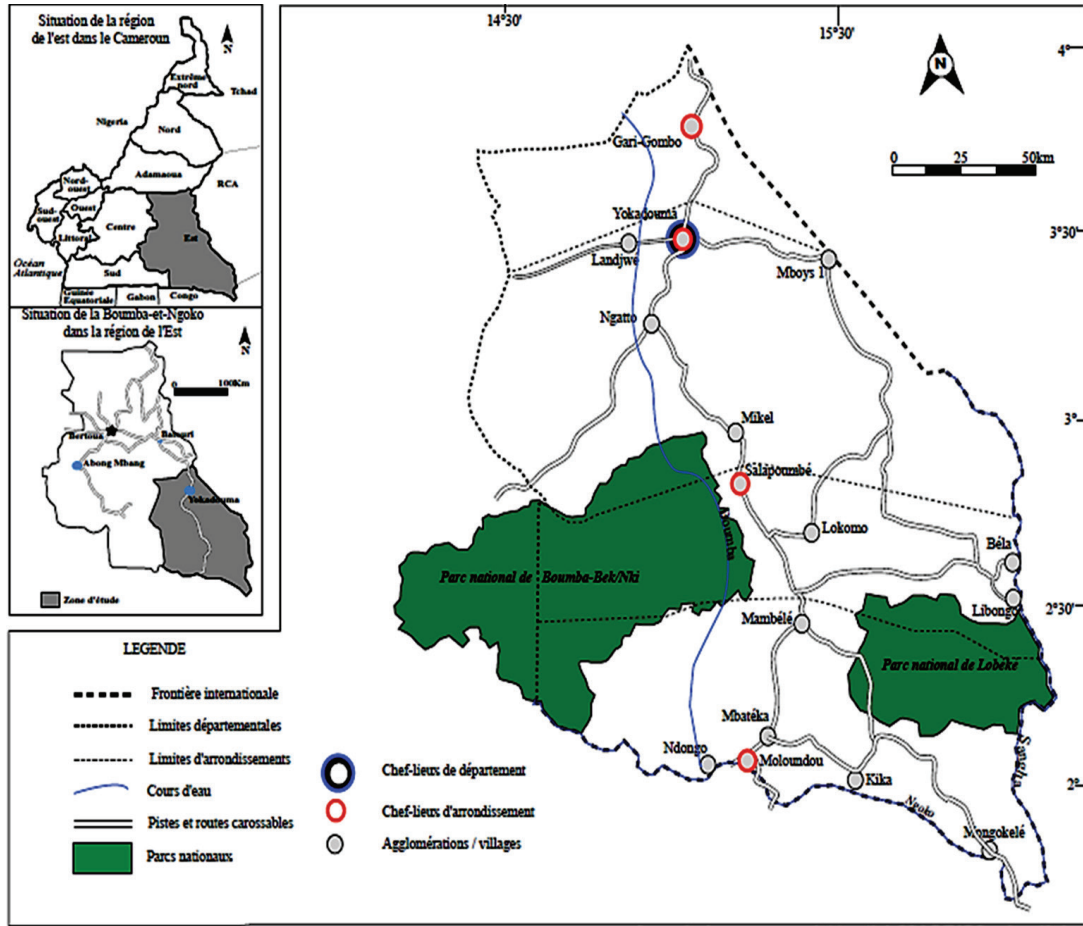 Situation de la région
de l'est dans le Cameroun
N
Extrême
nord
Tchad
Nigeria
Nord
Adamaoua
RCA
Nord-
ouest
Ouest
Sud-
ouest
Centre
Est
Littoral
Océan
Atlantique
Sud
Guinée
Equatoriale
Gabon
Congo
Situation de la Boumba-et-Ngoko
dans la région de l'Est
N
0 100Km
Bertoua
Batouri
Abong Mbang
Yokadouma
Zone d'étude
14°30'
15°30'
4°
N
0 25 50km
Gari-Gombo
Yokadouma
3°30'
Landjwe
Mboys 1
Ngatto
3°
Mikel
Salapoumbé
Lokomo
Béla
Parc national de Boumba-Bek/Nki
Libongo
2°30'
Mambélé
Parc national de Lobeke
Mbatéka
Ndongo
Moloundou
Kika
2°
Ngoko
Mongokelé
LEGENDE
Frontière internationale
Limites départementales
Limites d'arrondissements
Cours d'eau
Pistes et routes carossables
Parcs nationaux
Chef-lieux de département
Chef-lieux d'arrondissement
Agglomérations / villages